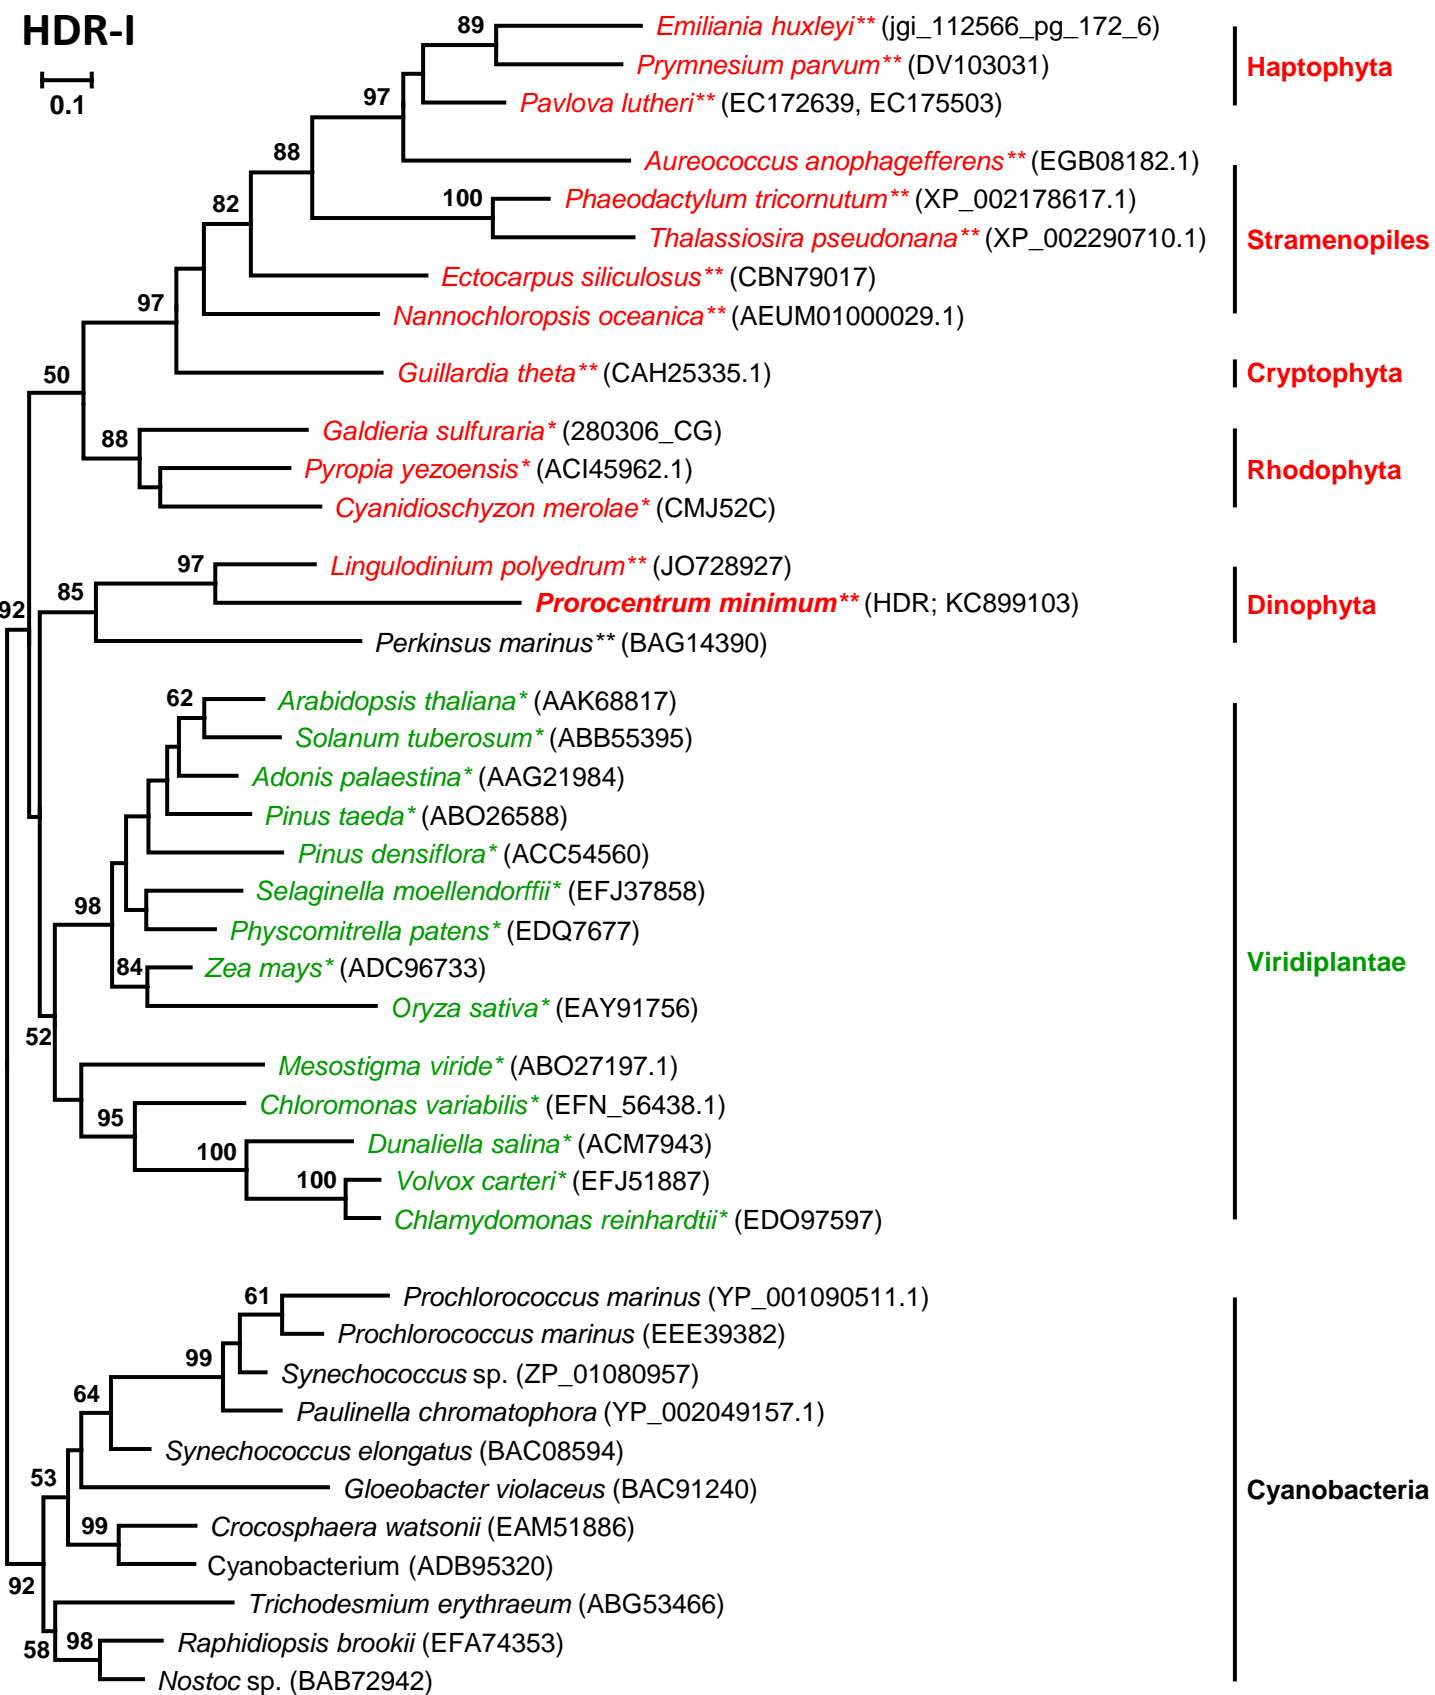 HDR-I
0.1
89
Emiliania huxleyi** (jgi_112566_pg_172_6)
Prymnesium parvum** (DV103031)
Haptophyta
97
Pavlova lutheri** (EC172639, EC175503)
88
Aureococcus anophagefferens** (EGB08182.1)
100
Phaeodactylum tricornutum** (XP_002178617.1)
82
Thalassiosira pseudonana** (XP_002290710.1)
Stramenopiles
Ectocarpus siliculosus** (CBN79017)
97
Nannochloropsis oceanica** (AEUM01000029.1)
50
Guillardia theta** (CAH25335.1)
Cryptophyta
88
Galdieria sulfuraria* (280306_CG)
Pyropia yezoensis* (ACI45962.1)
Rhodophyta
Cyanidioschyzon merolae* (CMJ52C)
97
Lingulodinium polyedrum** (JO728927)
85
92
Prorocentrum minimum** (HDR; KC899103)
Dinophyta
Perkinsus marinus** (BAG14390)
62
Arabidopsis thaliana* (AAK68817)
Solanum tuberosum* (ABB55395)
Adonis palaestina* (AAG21984)
Pinus taeda* (ABO26588)
Pinus densiflora* (ACC54560)
Selaginella moellendorffii* (EFJ37858)
98
Physcomitrella patens* (EDQ7677)
84
Zea mays* (ADC96733)
Viridiplantae
Oryza sativa* (EAY91756)
52
Mesostigma viride* (ABO27197.1)
95
Chloromonas variabilis* (EFN_56438.1)
100
Dunaliella salina* (ACM7943)
100
Volvox carteri* (EFJ51887)
Chlamydomonas reinhardtii* (EDO97597)
61
Prochlorococcus marinus (YP_001090511.1)
Prochlorococcus marinus (EEE39382)
99
Synechococcus sp. (ZP_01080957)
64
Paulinella chromatophora (YP_002049157.1)
Synechococcus elongatus (BAC08594)
53
Gloeobacter violaceus (BAC91240)
Cyanobacteria
99
Crocosphaera watsonii (EAM51886)
Cyanobacterium (ADB95320)
92
Trichodesmium erythraeum (ABG53466)
58
98
Raphidiopsis brookii (EFA74353)
Nostoc sp. (BAB72942)